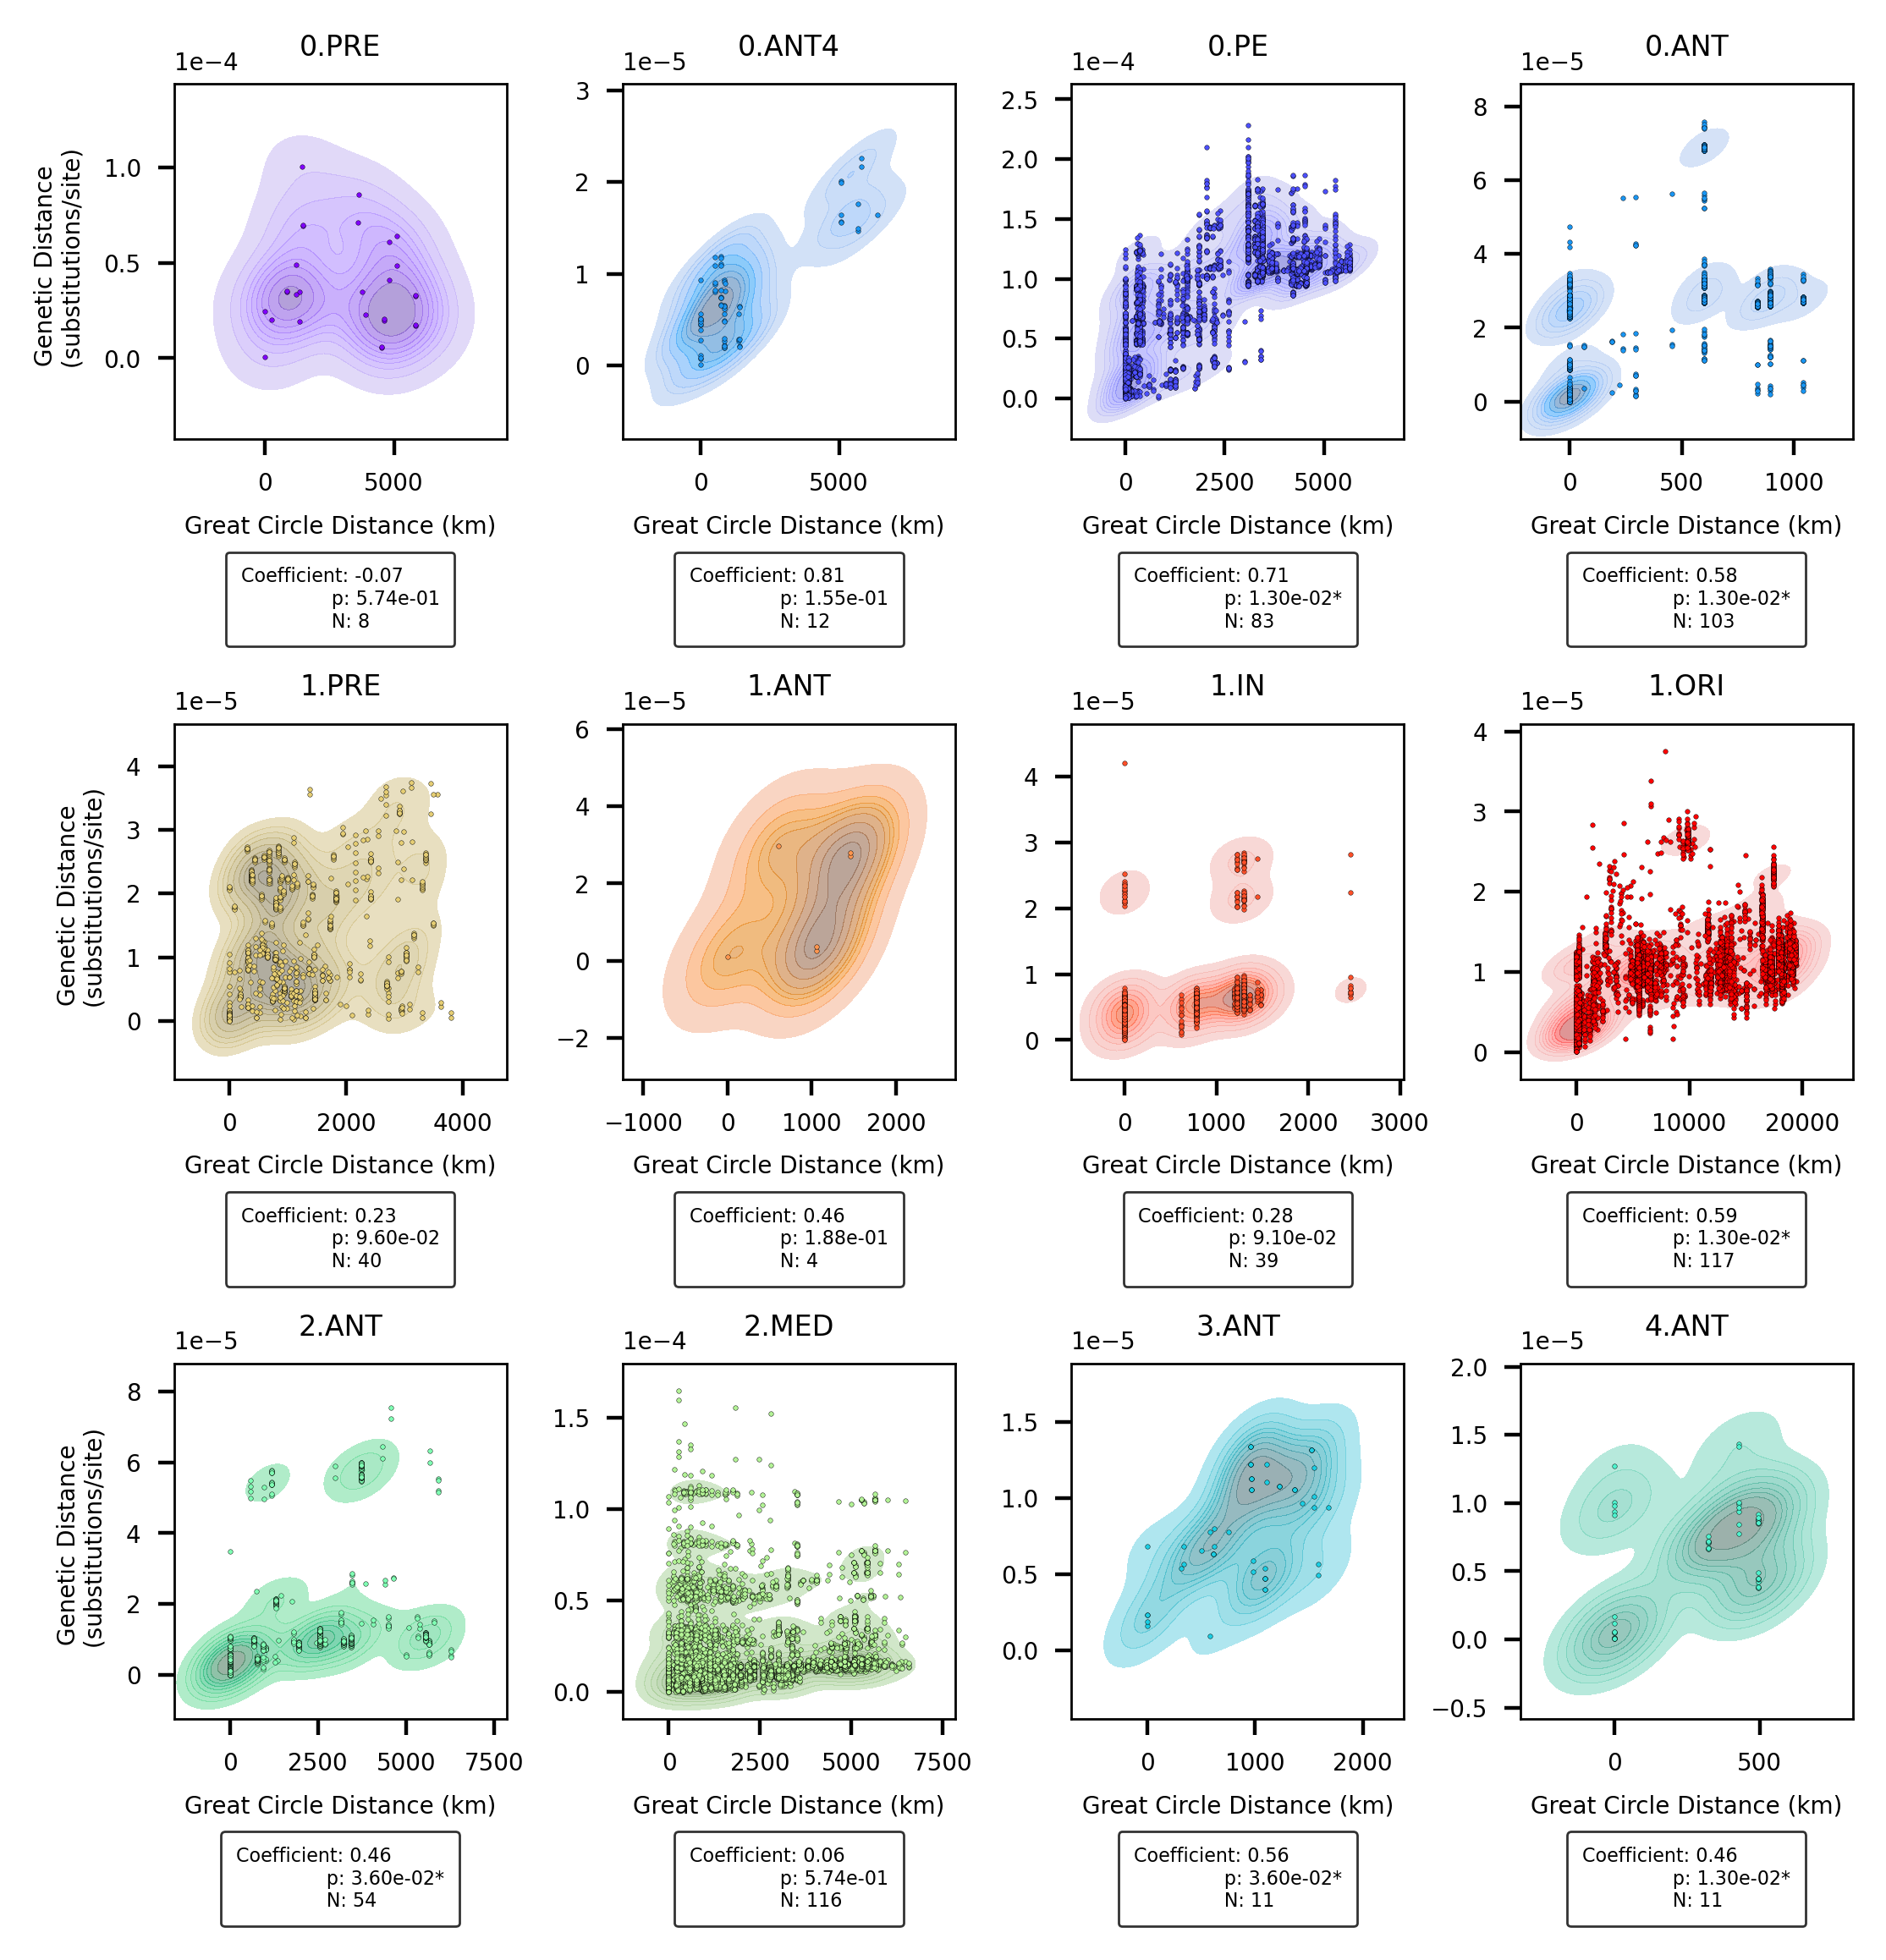 0.PRE
0.ANT4
0.PE
0.ANT
1e−4
1e−5
1e−4
1e−5
Genetic Distance
(substitutions/site)
1.0
0.5
0.0
3
2
1
0
2.5
2.0
1.5
1.0
0.5
0.0
8
6
4
2
0
0 5000
0 5000
0 2500 5000
0 500 1000
Great Circle Distance (km)
Great Circle Distance (km)
Great Circle Distance (km)
Great Circle Distance (km)
Coefficient: -0.07
p: 5.74e-01
N: 8
Coefficient: 0.81
p: 1.55e-01
N: 12
Coefficient: 0.71
p: 1.30e-02*
N: 83
Coefficient: 0.58
p: 1.30e-02*
N: 103
1.PRE
1.ANT
1.IN
1.ORI
1e−5
1e−5
1e−5
1e−5
Genetic Distance
(substitutions/site)
4
3
2
1
0
6
4
2
0
−2
4
3
2
1
0
4
3
2
1
0
0 2000 4000
−1000 0 1000 2000
0 1000 2000 3000
0 10000 20000
Great Circle Distance (km)
Great Circle Distance (km)
Great Circle Distance (km)
Great Circle Distance (km)
Coefficient: 0.23
p: 9.60e-02
N: 40
Coefficient: 0.46
p: 1.88e-01
N: 4
Coefficient: 0.28
p: 9.10e-02
N: 39
Coefficient: 0.59
p: 1.30e-02*
N: 117
2.ANT
2.MED
3.ANT
4.ANT
1e−5
1e−4
1e−5
1e−5
Genetic Distance
(substitutions/site)
8
6
4
2
0
1.5
1.0
0.5
0.0
1.5
1.0
0.5
0.0
2.0
1.5
1.0
0.5
0.0
−0.5
0 2500 5000 7500
0 2500 5000 7500
0 1000 2000
0 500
Great Circle Distance (km)
Great Circle Distance (km)
Great Circle Distance (km)
Great Circle Distance (km)
Coefficient: 0.46
p: 3.60e-02*
N: 54
Coefficient: 0.06
p: 5.74e-01
N: 116
Coefficient: 0.56
p: 3.60e-02*
N: 11
Coefficient: 0.46
p: 1.30e-02*
N: 11